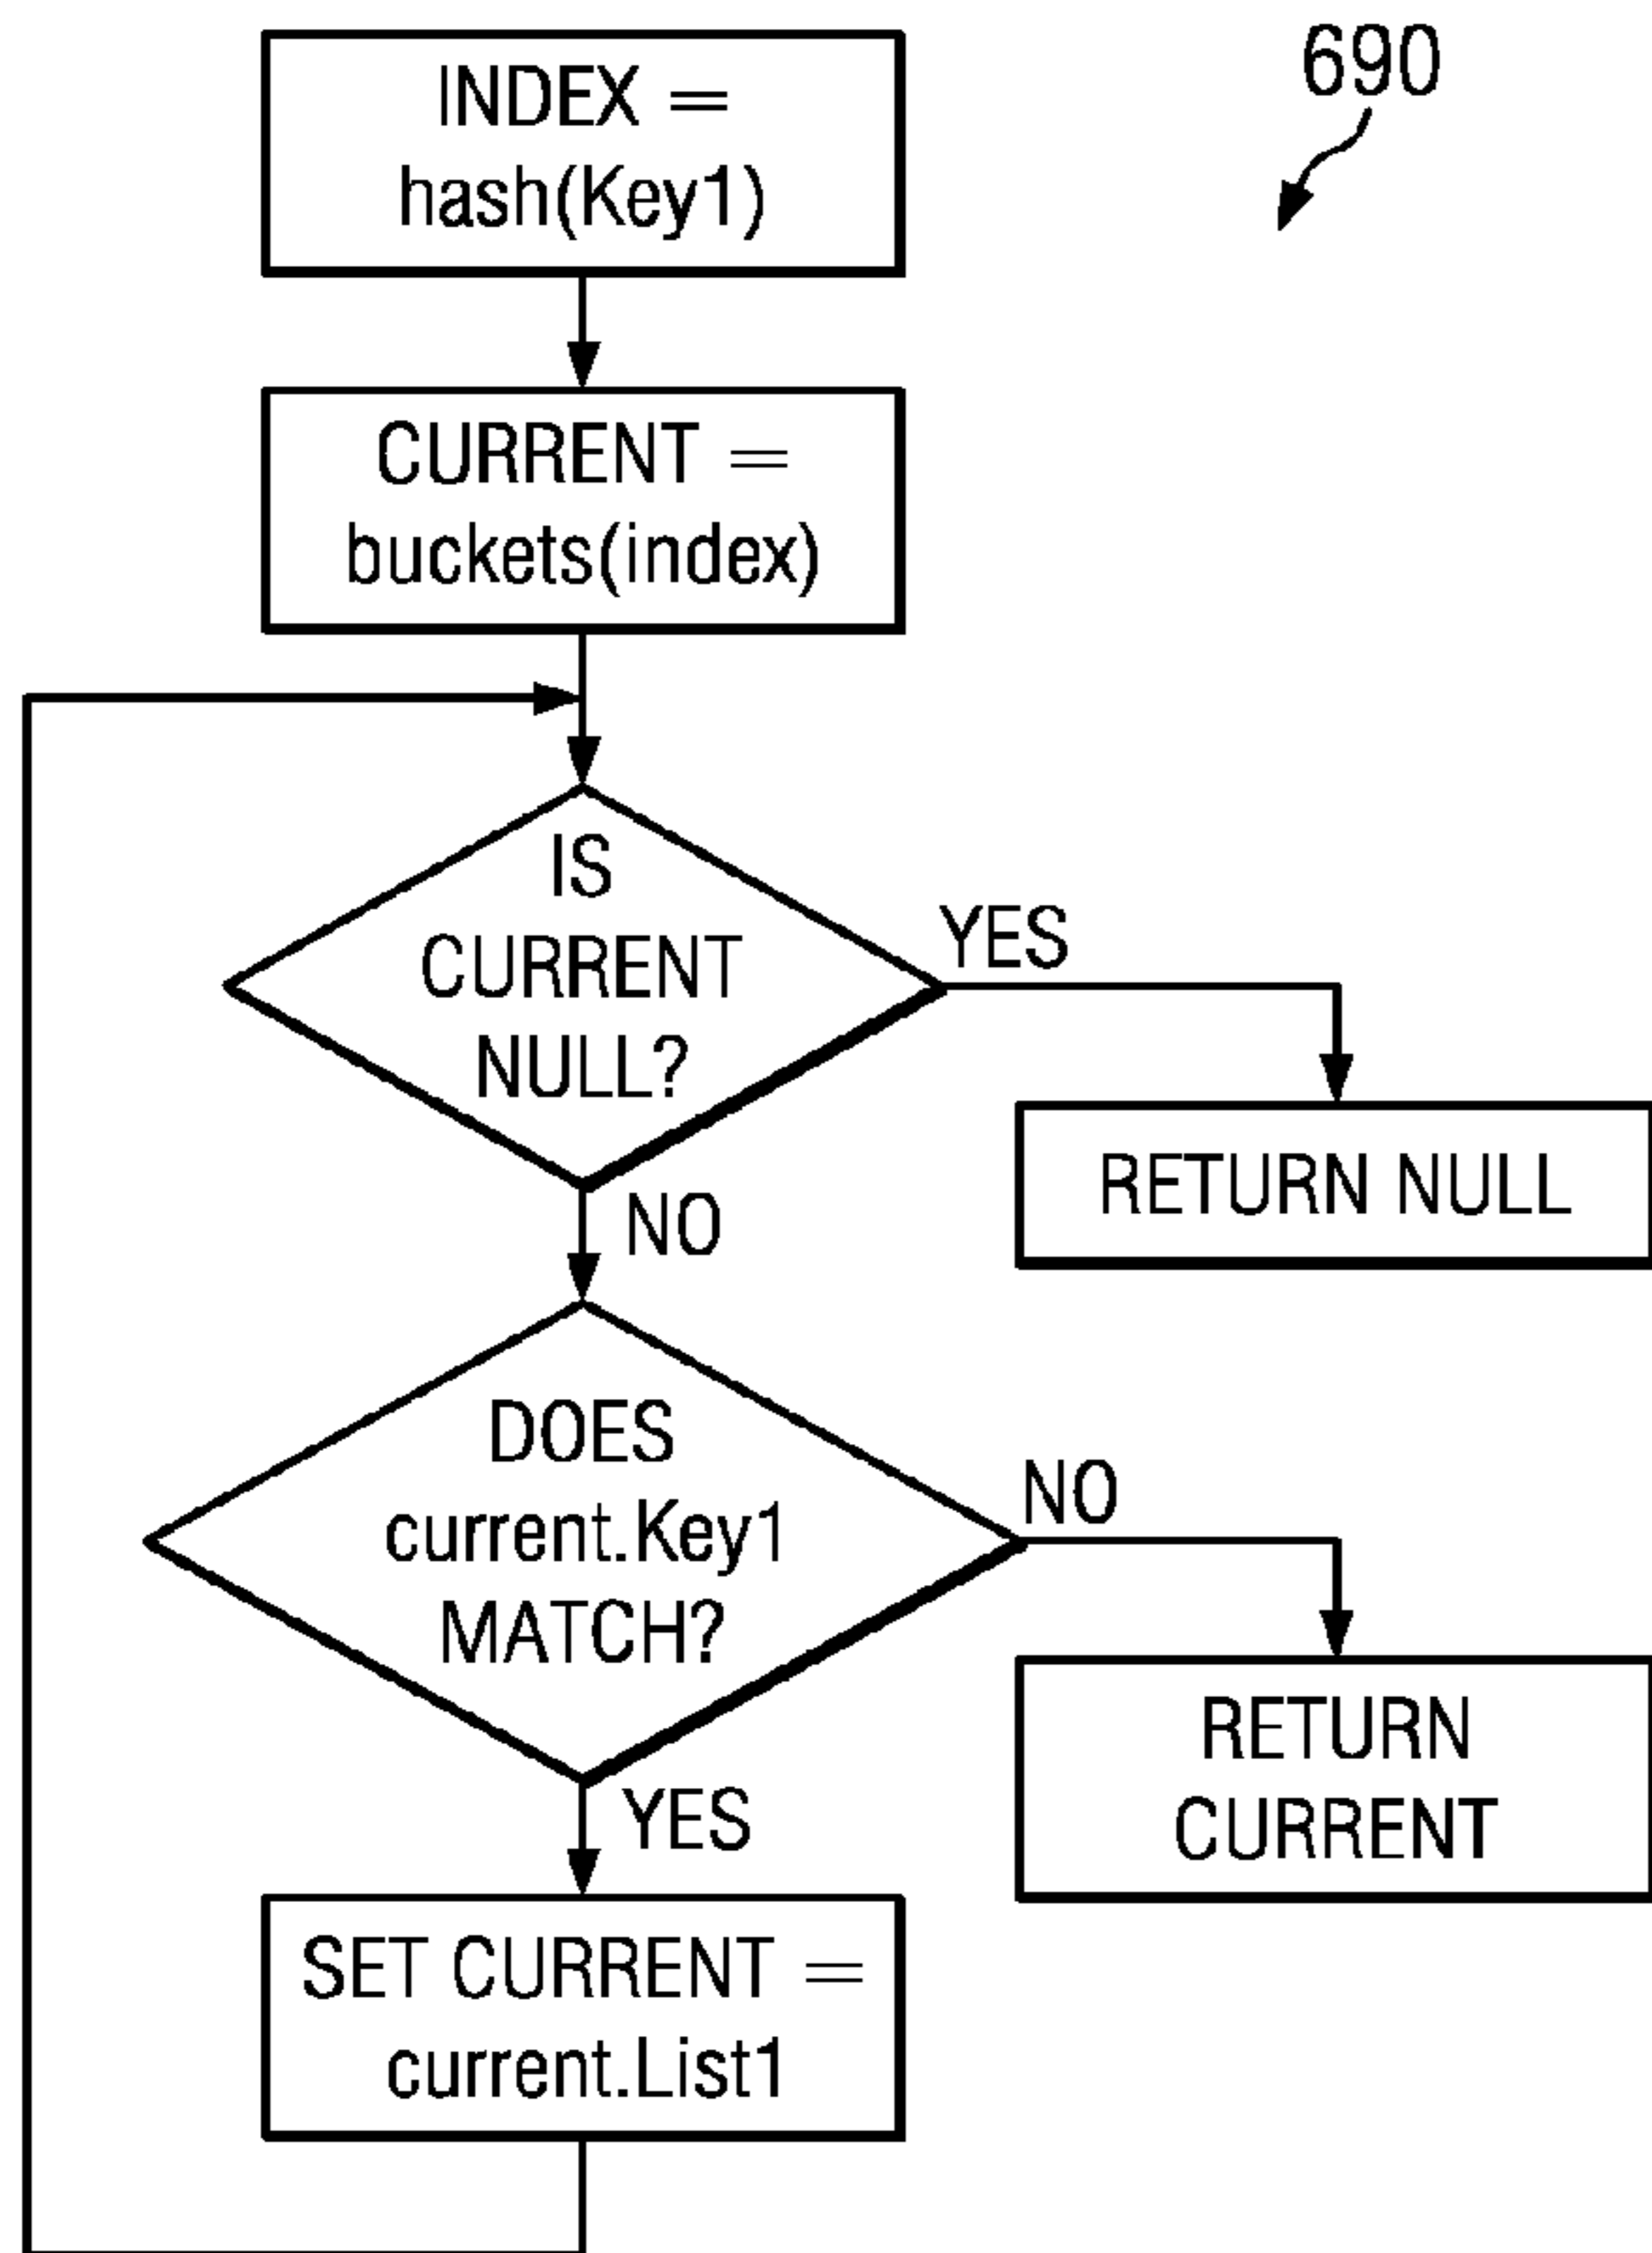 690
INDEX =
hash(Key1)
CURRENT =
buckets(index)
IS
CURRENT
NULL?
YES
RETURN NULL
NO
DOES
current.Key1
MATCH?
NO
RETURN
CURRENT
YES
SET CURRENT =
current.List1